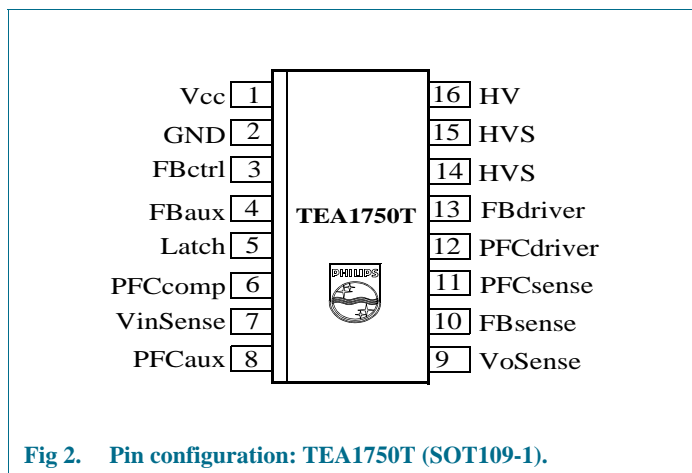 Vcc 1 16 HV
GND 2 15 HVS
FBctrl 3 14 HVS
FBaux 4 TEA1750T 13 FBdriver
Latch 5 12 PFCdriver
PFCcomp 6 PHILIPS 11 PFCsense
VinSense 7 10 FBsense
PFCaux 8 9 VoSense
Fig 2. Pin configuration: TEA1750T (SOT109-1).